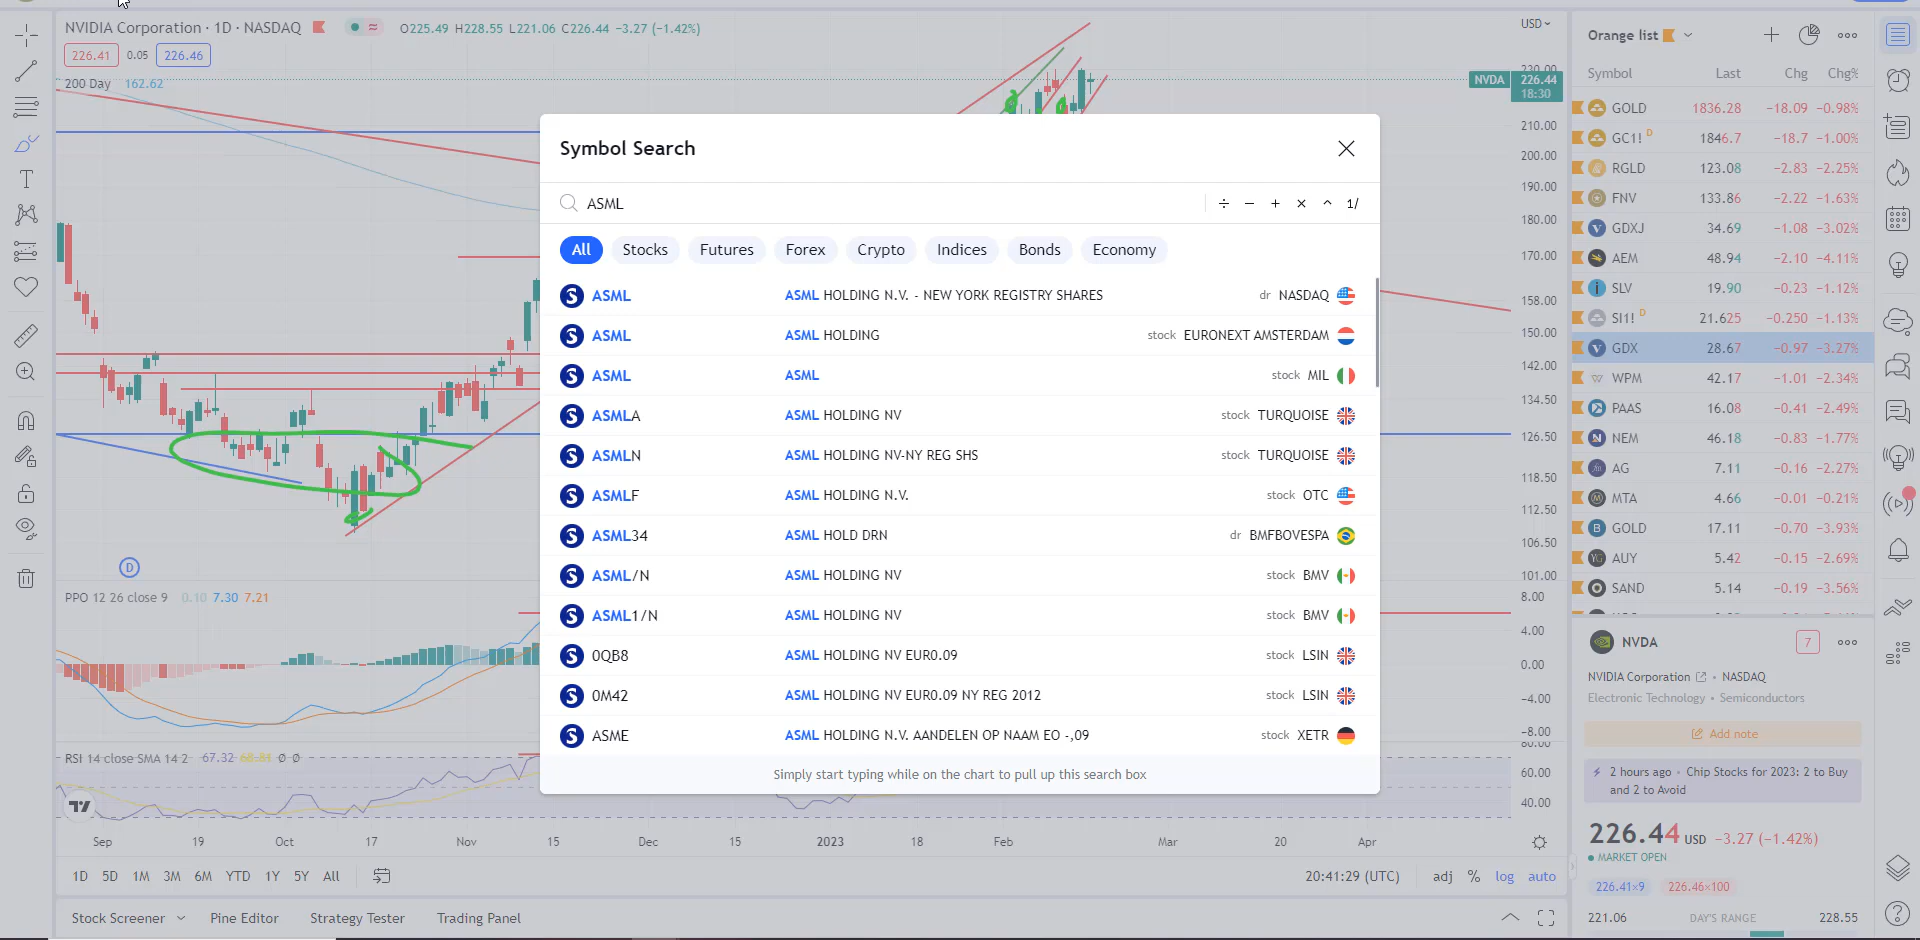 NVIDIA Corporation · 1D · NASDAQ O225.49 H228.55 L221.06 C226.44 −3.27 (−1.42%)
226.41 0.05 226.46
200 Day 162.62
USD
230.00
NVDA 226.44
18:30
210.00
200.00
190.00
180.00
170.00
158.00
150.00
142.00
134.50
126.50
118.50
112.50
106.50
101.00
8.00
4.00
0.00
−4.00
−8.00
80.00
60.00
40.00
Symbol Search
ASML ÷ − + × ^ 1/
All Stocks Futures Forex Crypto Indices Bonds Economy
ASML ASML HOLDING N.V. - NEW YORK REGISTRY SHARES dr NASDAQ
ASML ASML HOLDING stock EURONEXT AMSTERDAM
ASML ASML stock MIL
ASMLA ASML HOLDING NV stock TURQUOISE
ASMLN ASML HOLDING NV-NY REG SHS stock TURQUOISE
ASMLF ASML HOLDING N.V. stock OTC
ASML34 ASML HOLD DRN dr BMFBOVESPA
ASML/N ASML HOLDING NV stock BMV
ASML1/N ASML HOLDING NV stock BMV
0QB8 ASML HOLDING NV EUR0.09 stock LSIN
0M42 ASML HOLDING NV EUR0.09 NY REG 2012 stock LSIN
ASME ASML HOLDING N.V. AANDELEN OP NAAM EO -,09 stock XETR
Simply start typing while on the chart to pull up this search box
D
PPO 12 26 close 9 0.10 7.30 7.21
RSI 14 close SMA 14 2 67.32 68.81 Ø Ø
Sep 19 Oct 17 Nov 15 Dec 15 2023 18 Feb Mar 20 Apr
1D 5D 1M 3M 6M YTD 1Y 5Y All 20:41:29 (UTC) adj % log auto
Stock Screener Pine Editor Strategy Tester Trading Panel
Orange list
Symbol Last Chg Chg%
GOLD 1836.28 −18.09 −0.98%
GC1! D 1846.7 −18.7 −1.00%
RGLD 123.08 −2.83 −2.25%
FNV 133.86 −2.22 −1.63%
GDXJ 34.69 −1.08 −3.02%
AEM 48.94 −2.10 −4.11%
SLV 19.90 −0.23 −1.12%
SI1! D 21.625 −0.250 −1.13%
GDX 28.67 −0.97 −3.27%
WPM 42.17 −1.01 −2.34%
PAAS 16.08 −0.41 −2.49%
NEM 46.18 −0.83 −1.77%
AG 7.11 −0.16 −2.27%
MTA 4.66 −0.01 −0.21%
GOLD 17.11 −0.70 −3.93%
AUY 5.42 −0.15 −2.69%
SAND 5.14 −0.19 −3.56%
NVDA 7
NVIDIA Corporation • NASDAQ
Electronic Technology • Semiconductors
Add note
2 hours ago • Chip Stocks for 2023: 2 to Buy
and 2 to Avoid
226.44 USD −3.27 (−1.42%)
MARKET OPEN
226.41×9 226.46×100
221.06 DAY'S RANGE 228.55